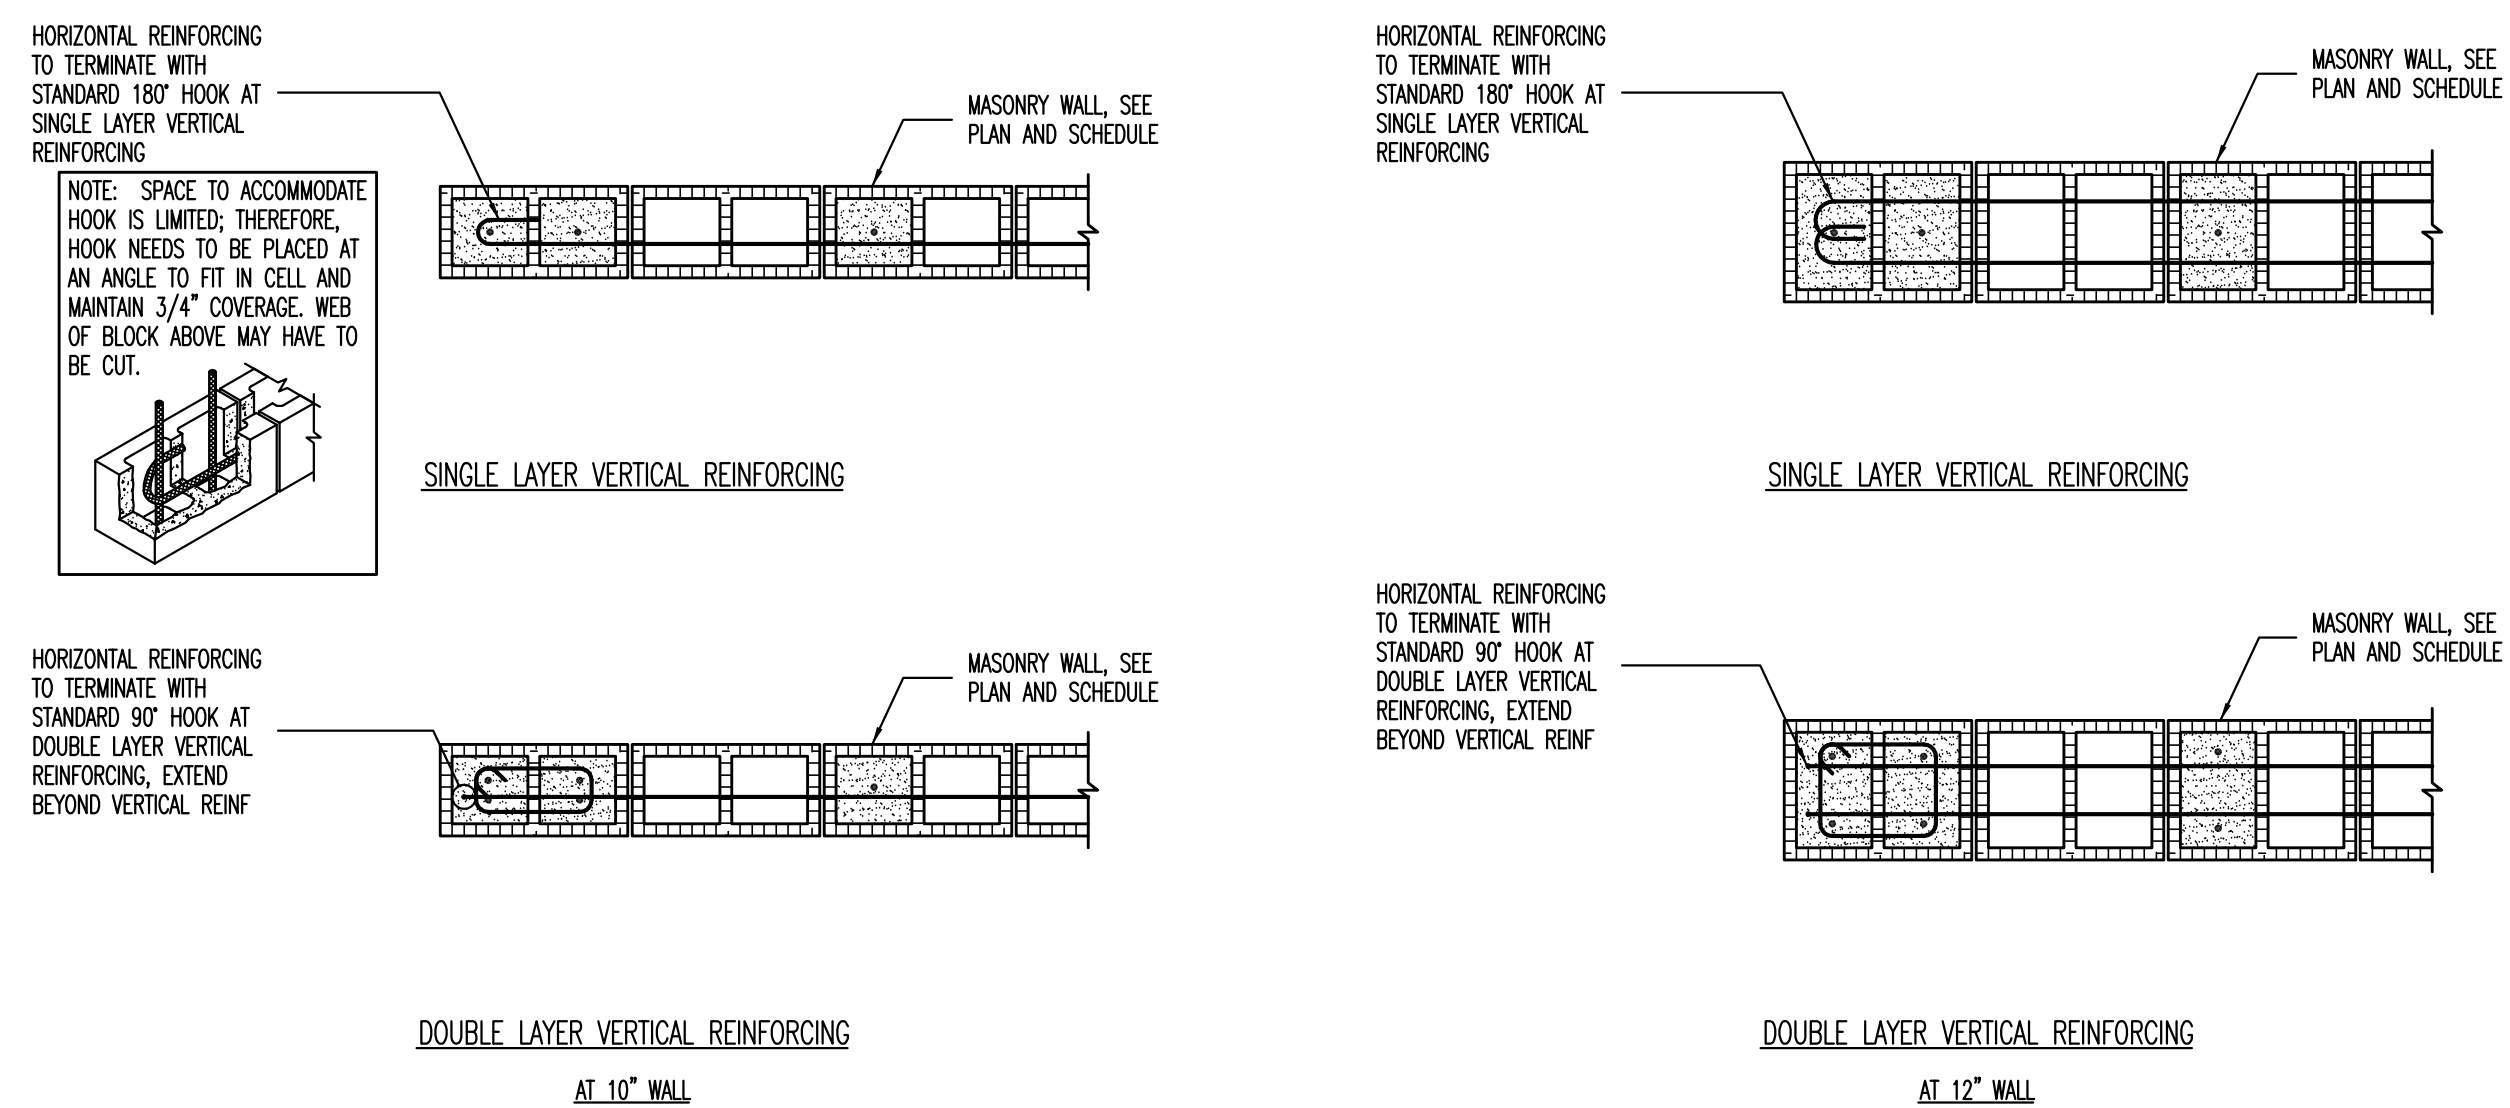 HORIZONTAL REINFORCING
TO TERMINATE WITH
STANDARD 180° HOOK AT
SINGLE LAYER VERTICAL
REINFORCING
MASONRY WALL, SEE
PLAN AND SCHEDULE
NOTE: SPACE TO ACCOMMODATE
HOOK IS LIMITED; THEREFORE,
HOOK NEEDS TO BE PLACED AT
AN ANGLE TO FIT IN CELL AND
MAINTAIN 3/4" COVERAGE. WEB
OF BLOCK ABOVE MAY HAVE TO
BE CUT.
SINGLE LAYER VERTICAL REINFORCING
HORIZONTAL REINFORCING
TO TERMINATE WITH
STANDARD 180° HOOK AT
SINGLE LAYER VERTICAL
REINFORCING
MASONRY WALL, SEE
PLAN AND SCHEDULE
SINGLE LAYER VERTICAL REINFORCING
HORIZONTAL REINFORCING
TO TERMINATE WITH
STANDARD 90° HOOK AT
DOUBLE LAYER VERTICAL
REINFORCING, EXTEND
BEYOND VERTICAL REINF
MASONRY WALL, SEE
PLAN AND SCHEDULE
DOUBLE LAYER VERTICAL REINFORCING
AT 10" WALL
HORIZONTAL REINFORCING
TO TERMINATE WITH
STANDARD 90° HOOK AT
DOUBLE LAYER VERTICAL
REINFORCING, EXTEND
BEYOND VERTICAL REINF
MASONRY WALL, SEE
PLAN AND SCHEDULE
DOUBLE LAYER VERTICAL REINFORCING
AT 12" WALL